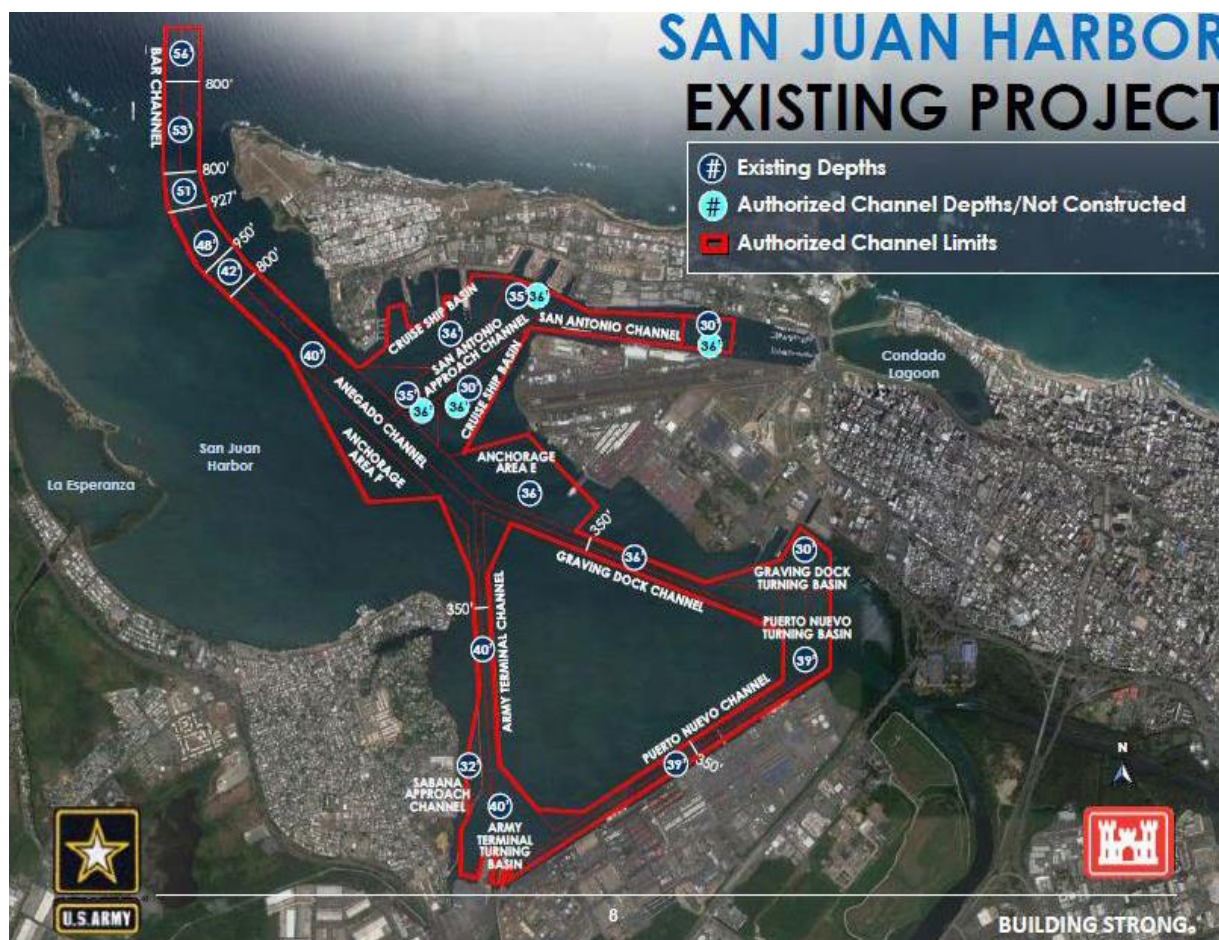 SAN JUAN HARBOR
EXISTING PROJECT
# Existing Depths
# Authorized Channel Depths/Not Constructed
Authorized Channel Limits
BAR CHANNEL
56'
800'
53'
800'
51'
927'
48'
950'
42'
800'
40'
CRUISE SHIP BASIN
36'
35'
36'
SAN ANTONIO
APPROACH CHANNEL
SAN ANTONIO CHANNEL
30'
36'
35'
36'
30'
36'
CRUISE SHIP BASIN
Condado
Lagoon
ANEGADO CHANNEL
ANCHORAGE
AREA F
San Juan
Harbor
La Esperanza
ANCHORAGE
AREA E
36'
350'
36'
GRAVING DOCK CHANNEL
30'
GRAVING DOCK
TURNING BASIN
PUERTO NUEVO
TURNING BASIN
39'
350'
40'
ARMY TERMINAL CHANNEL
PUERTO NUEVO CHANNEL
350'
39'
32'
SABANA
APPROACH
CHANNEL
40'
ARMY
TERMINAL
TURNING
BASIN
N
U.S.ARMY
8
BUILDING STRONG®